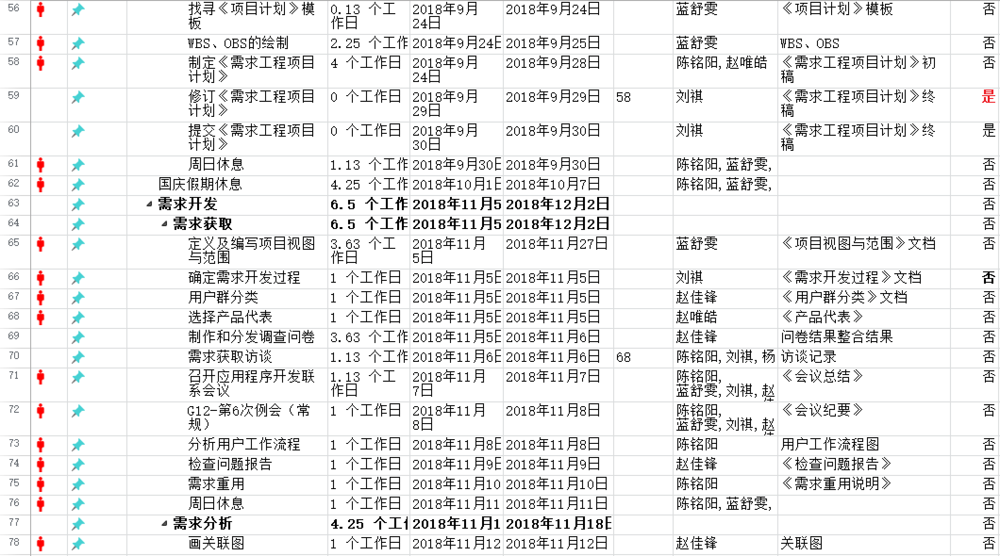 56 找寻《项目计划》模板 0.13 个工作日 2018年9月24日 2018年9月24日 蓝舒雯 《项目计划》模板 否
57 WBS、OBS的绘制 2.25 个工作 2018年9月24日 2018年9月25日 蓝舒雯 WBS、OBS 否
58 制定《需求工程项目计划》 4 个工作日 2018年9月24日 2018年9月28日 陈铭阳,赵唯皓 《需求工程项目计划》初稿 否
59 修订《需求工程项目计划》 0 个工作日 2018年9月29日 2018年9月29日 58 刘祺 《需求工程项目计划》终稿 是
60 提交《需求工程项目计划》 0 个工作日 2018年9月30日 2018年9月30日 刘祺 《需求工程项目计划》终稿 是
61 周日休息 1.13 个工作 2018年9月30日 2018年9月30日 陈铭阳,蓝舒雯, 否
62 国庆假期休息 4.25 个工作 2018年10月1日 2018年10月7日 陈铭阳,蓝舒雯, 否
63 需求开发 6.5 个工作 2018年11月5 2018年12月2日 否
64 需求获取 6.5 个工作 2018年11月5 2018年12月2日 否
65 定义及编写项目视图与范围 3.63 个工作日 2018年11月5日 2018年11月27日 蓝舒雯 《项目视图与范围》文档 否
66 确定需求开发过程 1 个工作日 2018年11月5日 2018年11月5日 刘祺 《需求开发过程》文档 否
67 用户群分类 1 个工作日 2018年11月5日 2018年11月5日 赵佳锋 《用户群分类》文档 否
68 选择产品代表 1 个工作日 2018年11月5日 2018年11月5日 赵唯皓 《产品代表》 否
69 制作和分发调查问卷 3.63 个工作 2018年11月5日 2018年11月6日 赵佳锋 问卷结果整合结果 否
70 需求获取访谈 1.13 个工作 2018年11月6日 2018年11月6日 68 陈铭阳,刘祺,杨 访谈记录 否
71 召开应用程序开发联系会议 1.13 个工作日 2018年11月7日 2018年11月7日 陈铭阳,蓝舒雯,刘祺,赵 《会议总结》 否
72 G12-第6次例会（常规） 1 个工作日 2018年11月8日 2018年11月8日 陈铭阳,蓝舒雯,刘祺,赵 《会议纪要》 否
73 分析用户工作流程 1 个工作日 2018年11月8日 2018年11月8日 陈铭阳 用户工作流程图 否
74 检查问题报告 1 个工作日 2018年11月9日 2018年11月9日 赵佳锋 《检查问题报告》 否
75 需求重用 1 个工作日 2018年11月10 2018年11月10日 陈铭阳 《需求重用说明》 否
76 周日休息 1 个工作日 2018年11月11 2018年11月11日 陈铭阳,蓝舒雯, 否
77 需求分析 4.25 个工作 2018年11月1 2018年11月18日 否
78 画关联图 1 个工作日 2018年11月12 2018年11月12日 赵佳锋 关联图 否